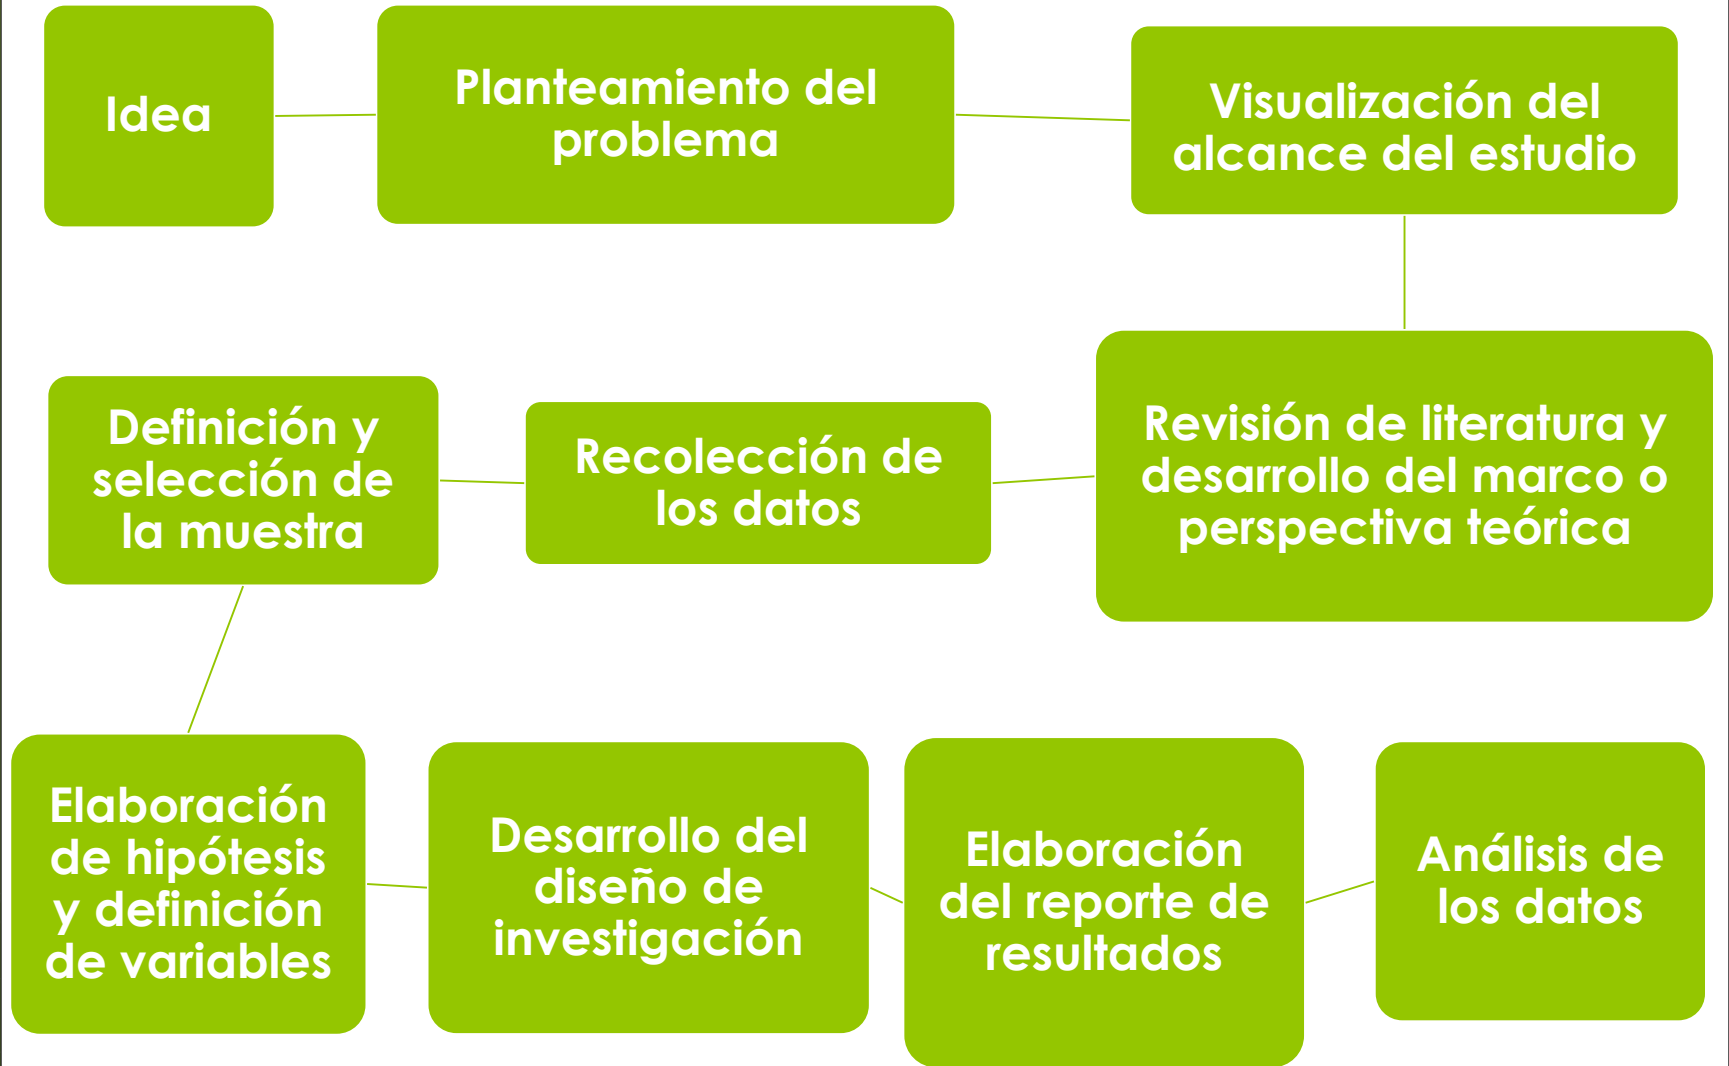 Idea
Planteamiento del
problema
Visualización del
alcance del estudio
Definición y
selección de
la muestra
Recolección de
los datos
Revisión de literatura y
desarrollo del marco o
perspectiva teórica
Elaboración
de hipótesis
y definición
de variables
Desarrollo del
diseño de
investigación
Elaboración
del reporte de
resultados
Análisis de
los datos